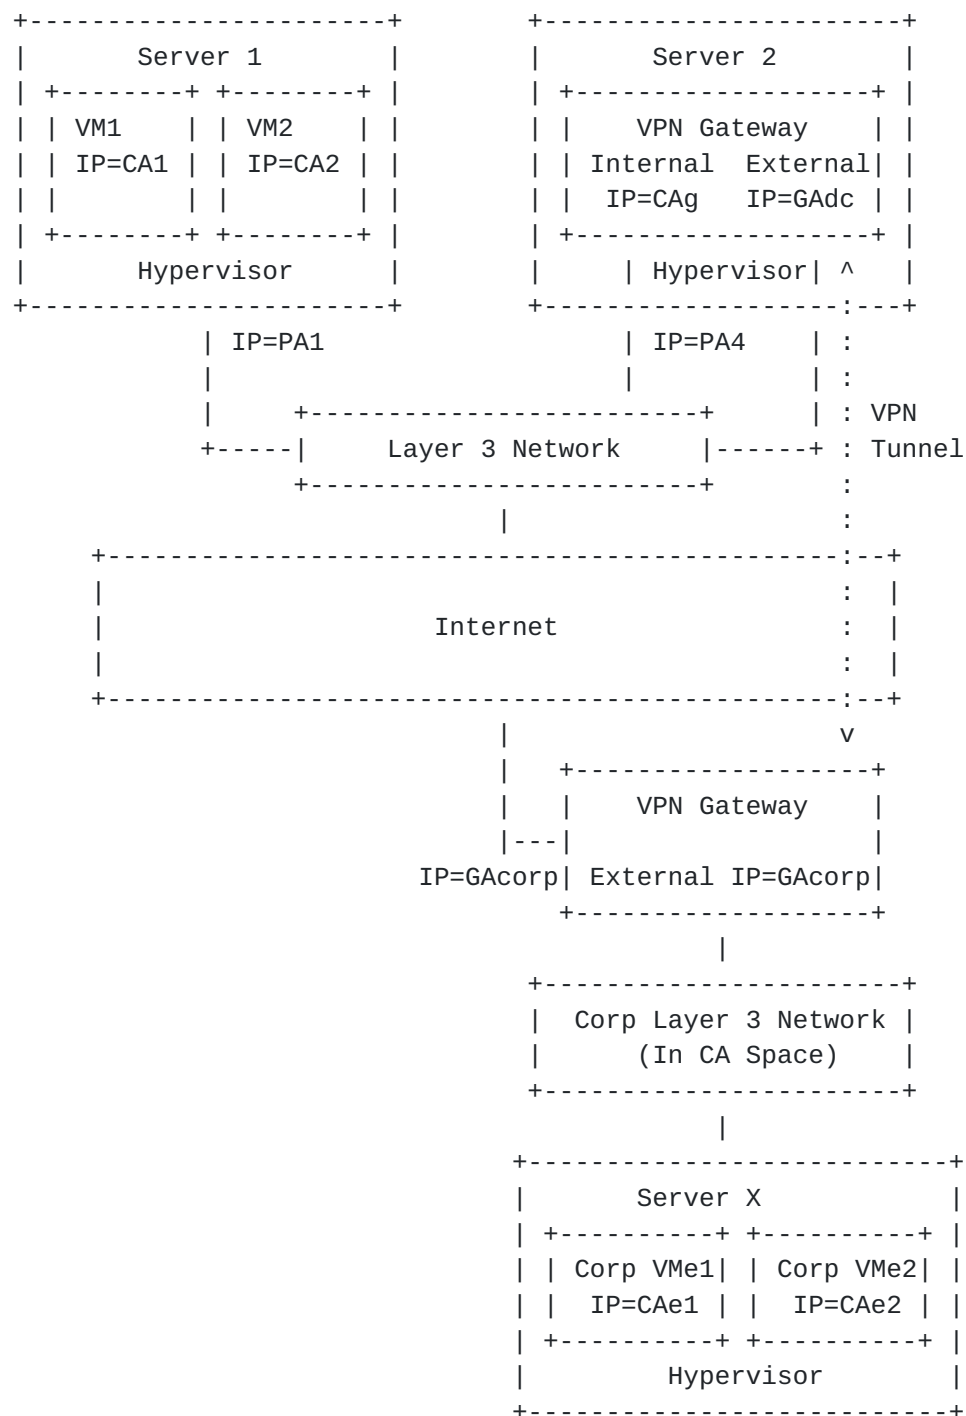 Server 1 Server 2
VM1 VM2 VPN Gateway
IP=CA1 IP=CA2 Internal External
IP=CAg IP=GAdc
Hypervisor Hypervisor
IP=PA1 IP=PA4
VPN
Layer 3 Network Tunnel
Internet
VPN Gateway
IP=GAcorp External IP=GAcorp
Corp Layer 3 Network
(In CA Space)
Server X
Corp VMe1 Corp VMe2
IP=CAe1 IP=CAe2
Hypervisor